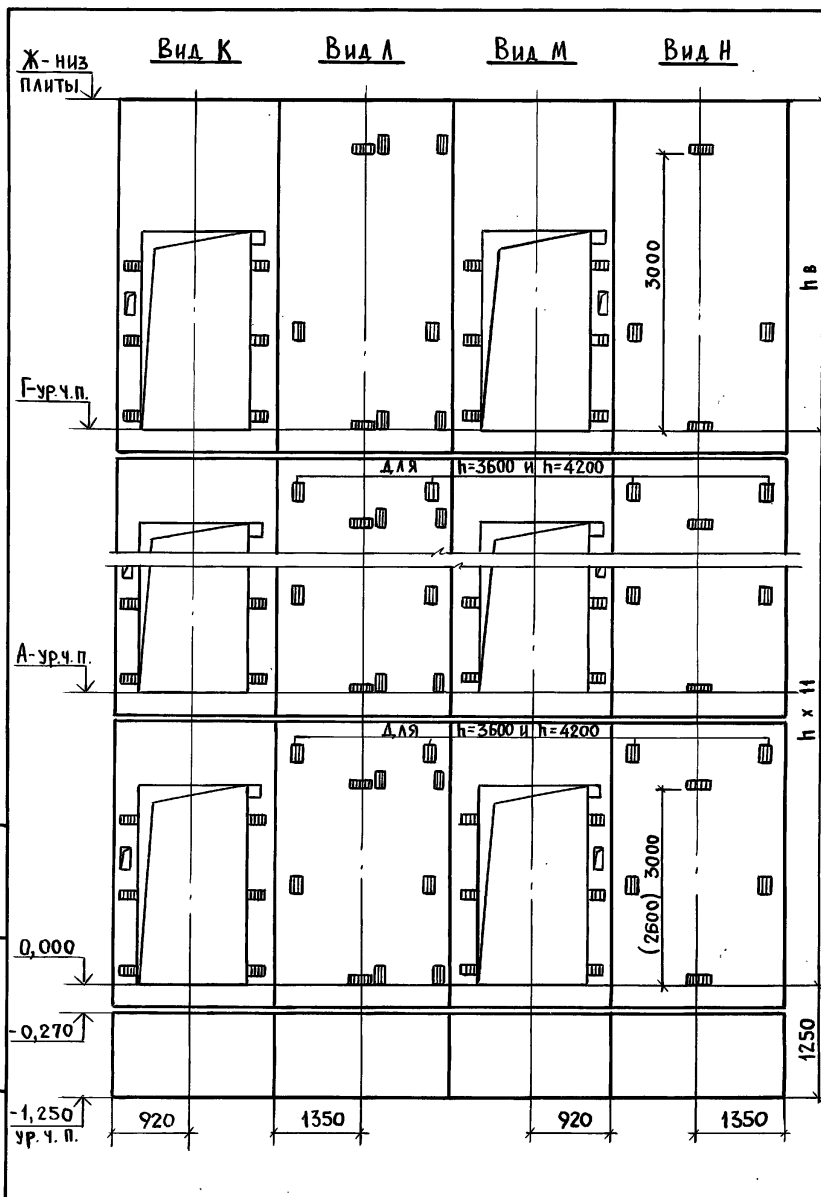 Вид К
Вид Л
Вид М
Вид Н
Ж-низ
плиты
3000
hв
Г-ур.ч.п.
для h=3600 и h=4200
А-ур.ч.п.
h x 11
для h=3600 и h=4200
(2600) 3000
0,000
-0,270
1250
-1,250
ур. ч. п.
920
1350
920
1350